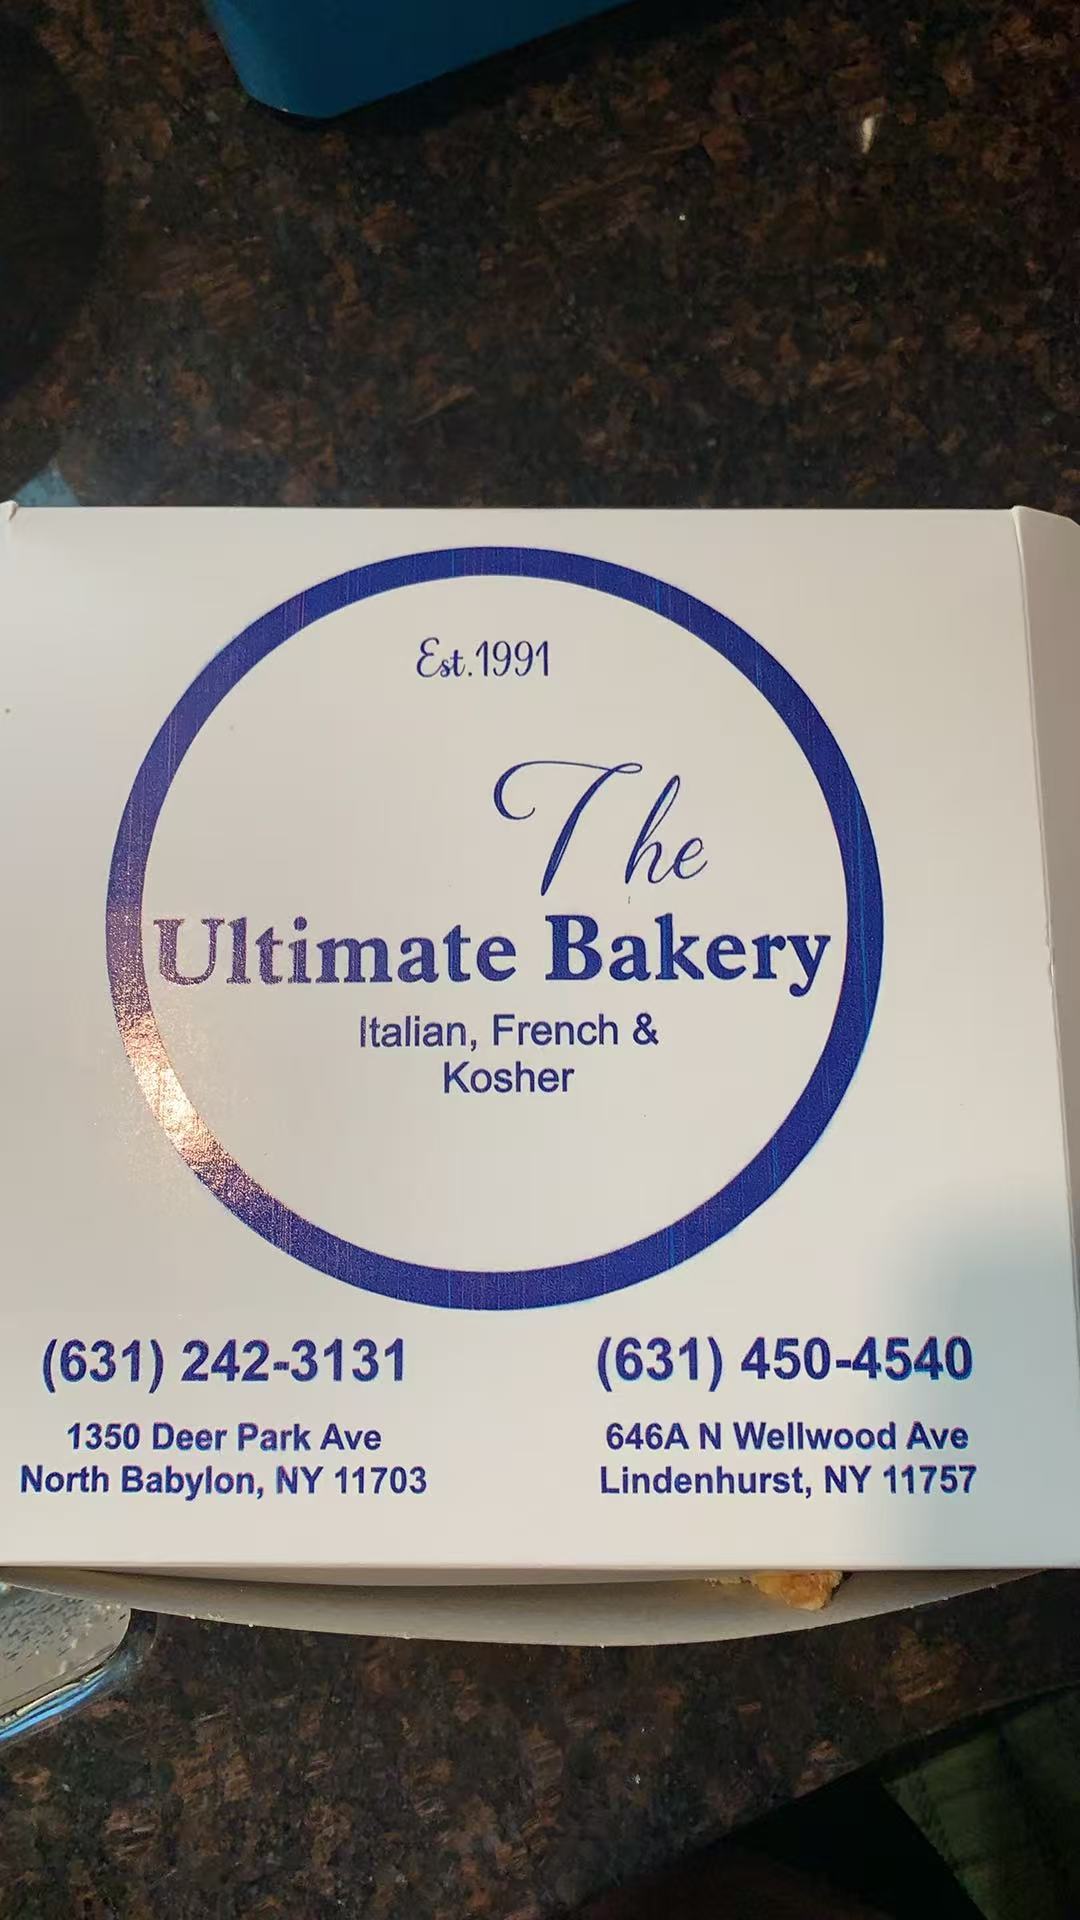 Est.1991
The
Ultimate Bakery
Italian, French &
Kosher
(631) 242-3131
1350 Deer Park Ave
North Babylon, NY 11703
(631) 450-4540
646A N Wellwood Ave
Lindenhurst, NY 11757